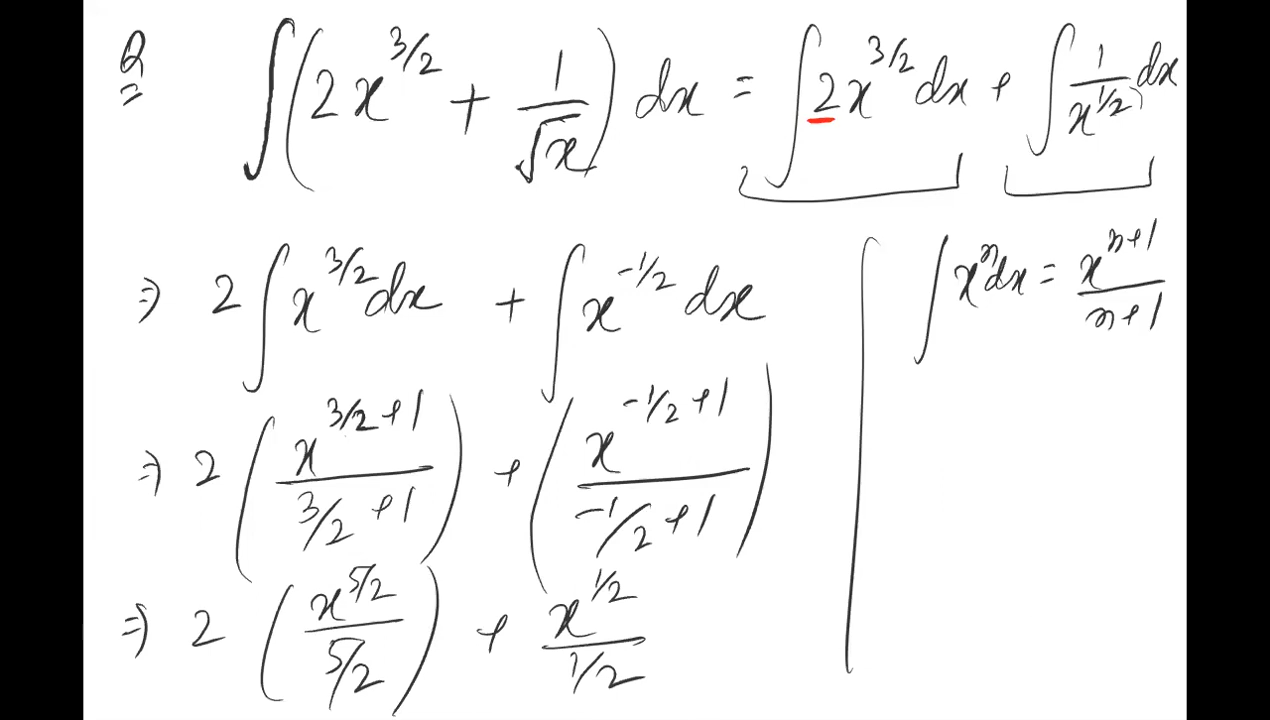 Q ∫(2x^{3/2} + 1/√x) dx = ∫2x^{3/2} dx + ∫1/x^{1/2} dx
⇒ 2∫x^{3/2} dx + ∫x^{-1/2} dx
∫x^n dx = x^{n+1}/n+1
⇒ 2(x^{3/2+1}/3/2+1) + (x^{-1/2+1}/-1/2+1)
⇒ 2(x^{5/2}/5/2) + x^{1/2}/1/2